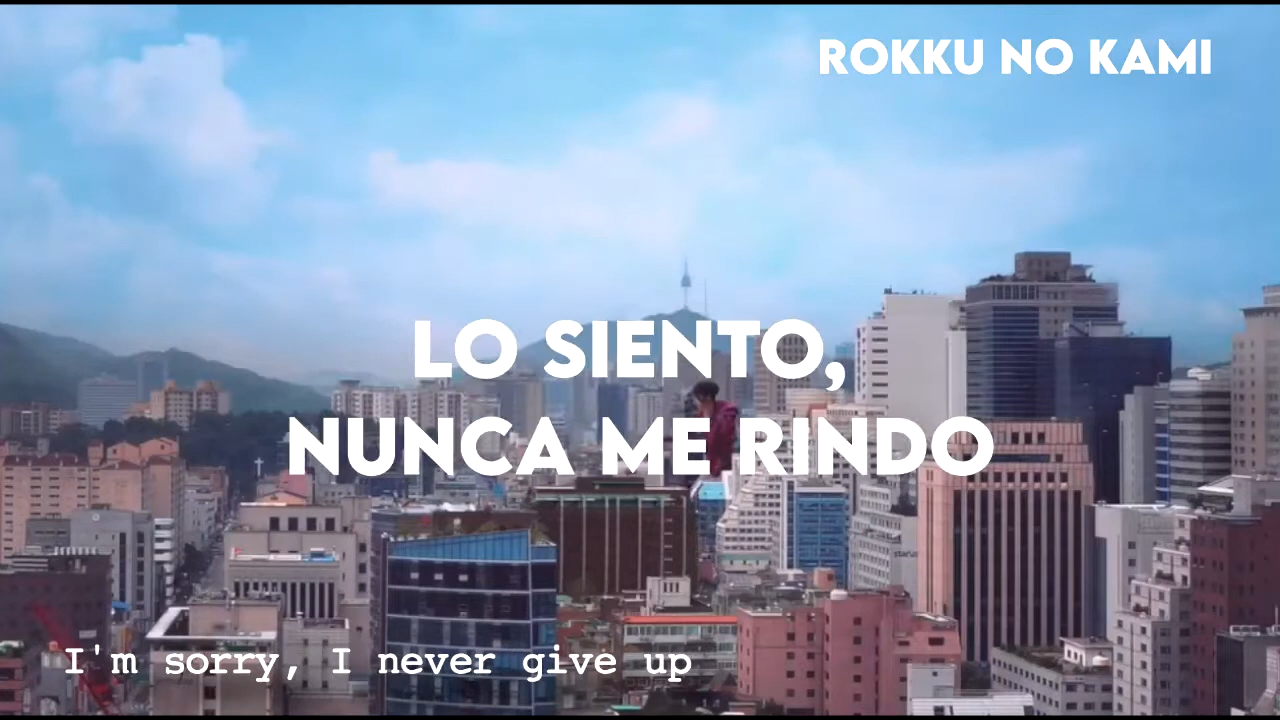 ROKKU NO KAMI
LO SIENTO,
NUNCA ME RINDO
I'm sorry, I never give up